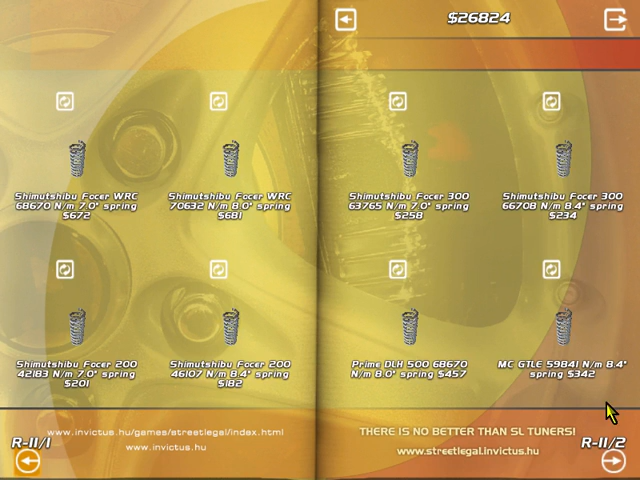 $26824
Shimutshibu Focer WRC
68670 N/m 7.0" spring
$672
Shimutshibu Focer WRC
70632 N/m 8.0" spring
$681
Shimutshibu Focer 300
63765 N/m 7.0" spring
$258
Shimutshibu Focer 300
66708 N/m 8.4" spring
$234
Shimutshibu Focer 200
42183 N/m 7.0" spring
$201
Shimutshibu Focer 200
46107 N/m 8.4" spring
$182
Prime DLH 500 68670
N/m 8.0" spring $457
MC GTLE 59841 N/m 8.4"
spring $342
www.invictus.hu/games/streetlegal/index.html
www.invictus.hu
R-11/1
THERE IS NO BETTER THAN SL TUNERS!
www.streetlegal.invictus.hu
R-11/2